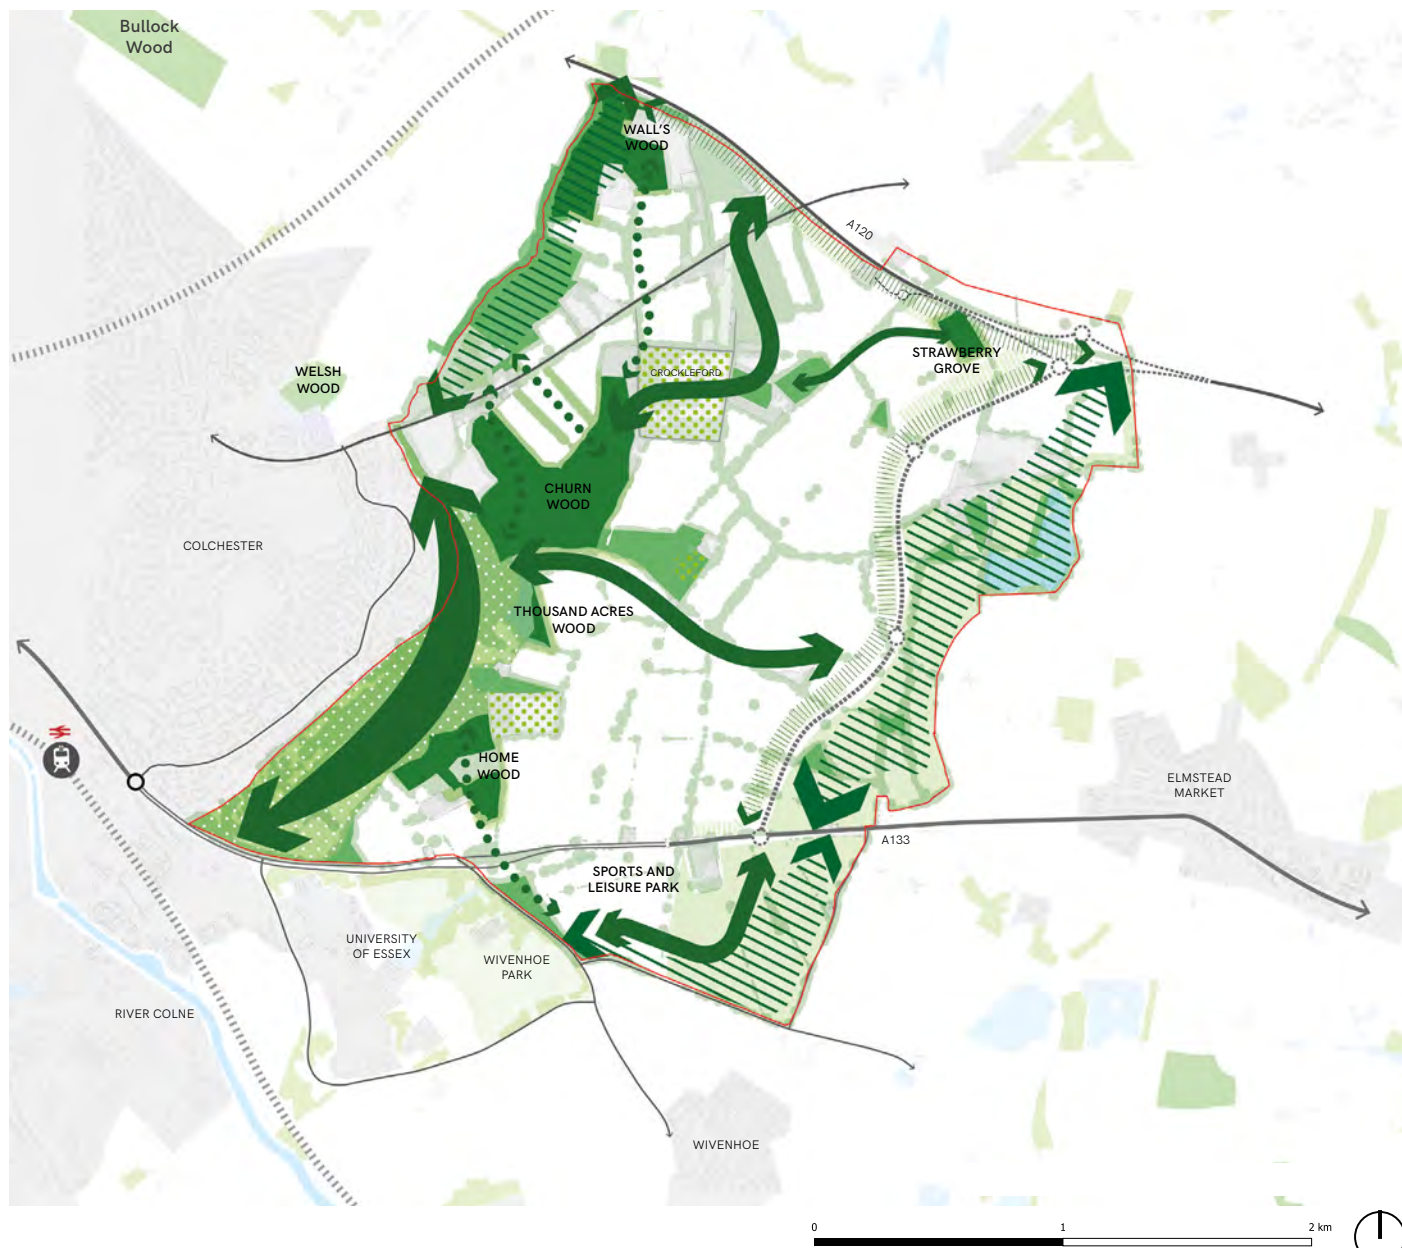 Bullock
Wood
WALL'S
WOOD
A120
STRAWBERRY
GROVE
WELSH
WOOD
CROCKLEFORD
CHURN
WOOD
COLCHESTER
THOUSAND ACRES
WOOD
HOME
WOOD
ELMSTEAD
MARKET
A133
SPORTS AND
LEISURE PARK
UNIVERSITY
OF ESSEX
WIVENHOE
PARK
RIVER COLNE
WIVENHOE
0 1 2 km